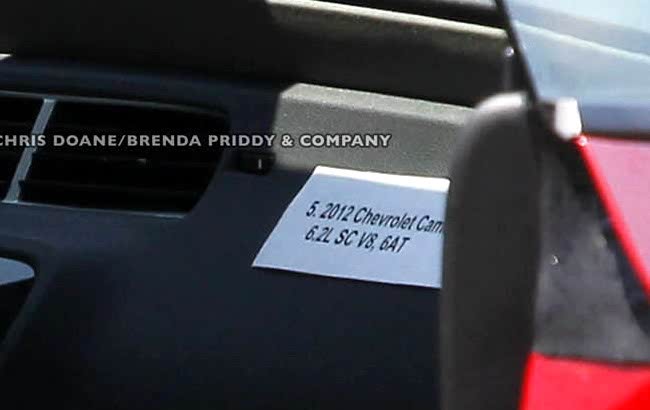 CHRIS DOANE/BRENDA PRIDDY & COMPANY
5. 2012 Chevrolet Cam
6.2L SC V8, 6AT